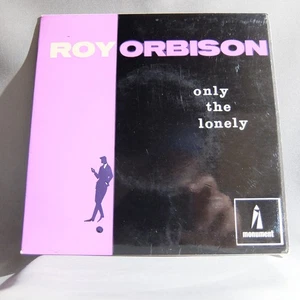 ROY ORBISON
only
the
lonely
monument